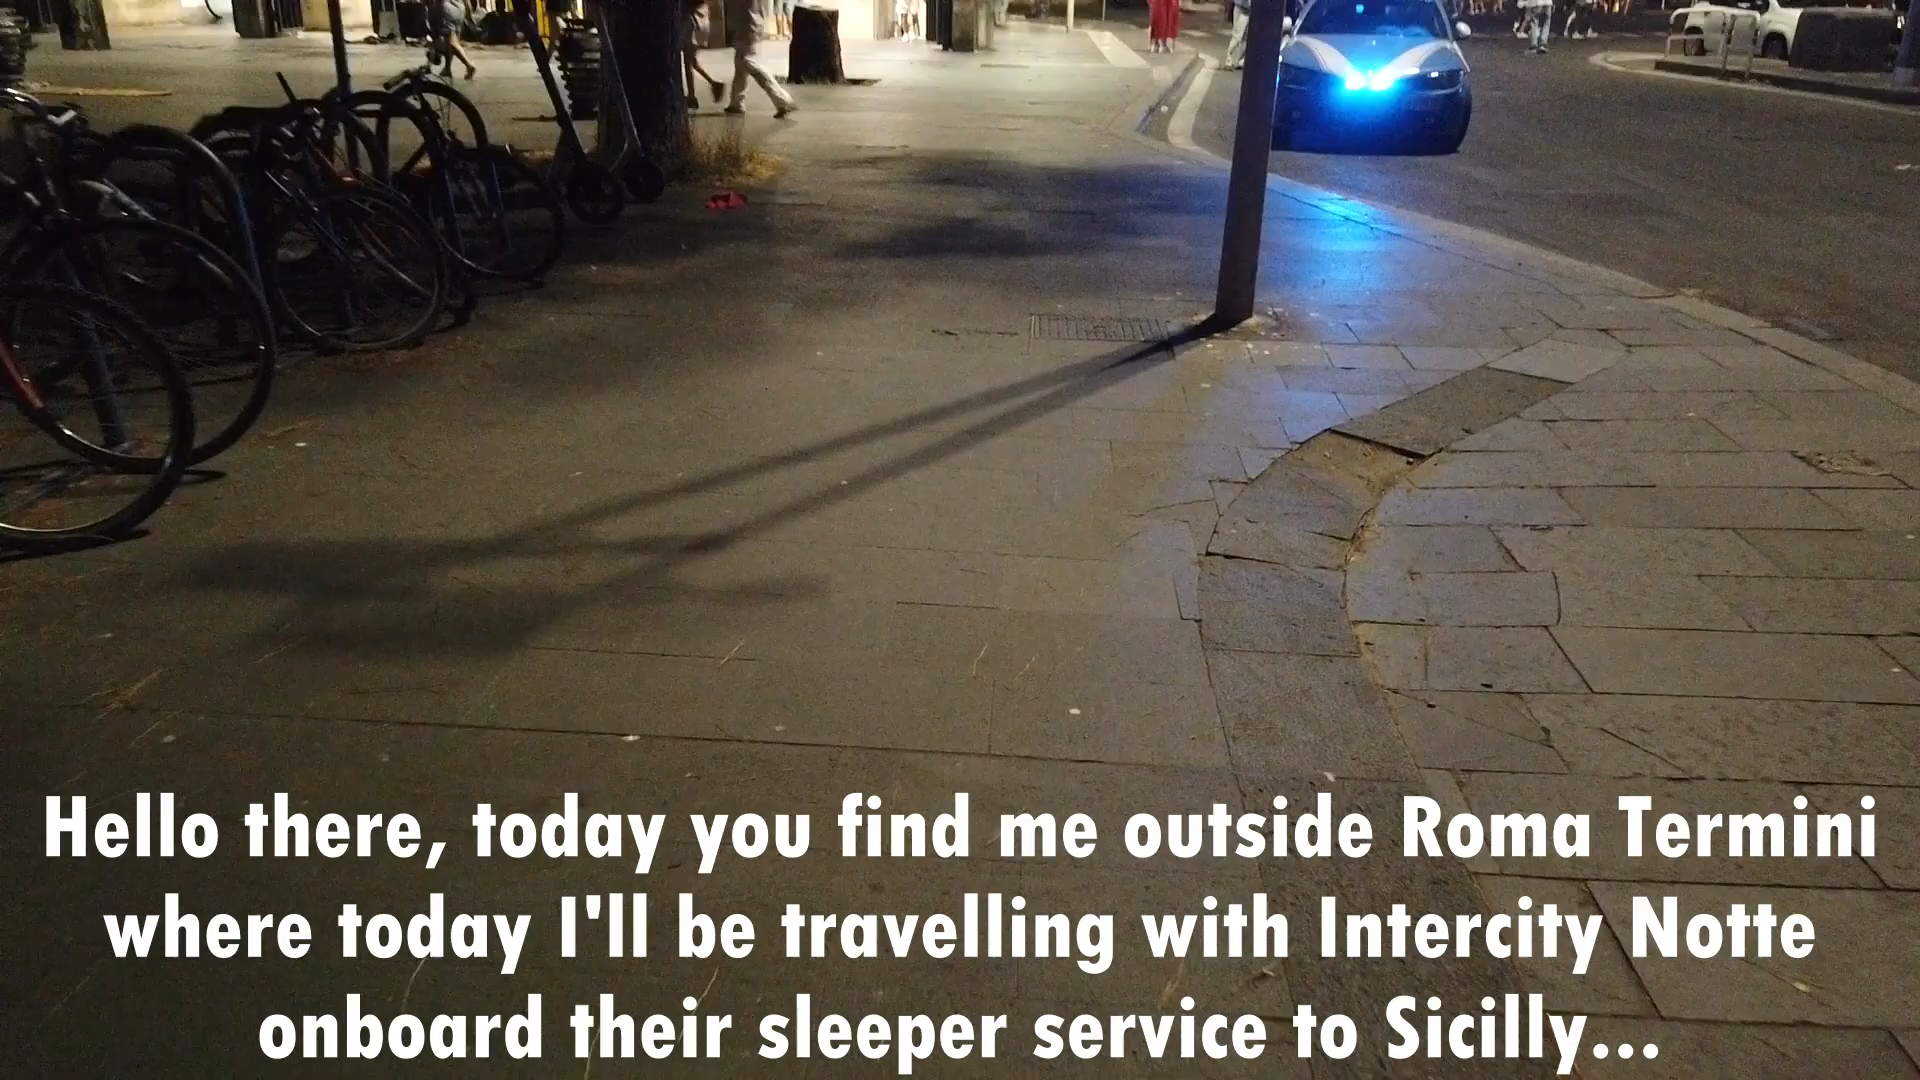 Hello there, today you find me outside Roma Termini
where today I'll be travelling with Intercity Notte
onboard their sleeper service to Sicilly...